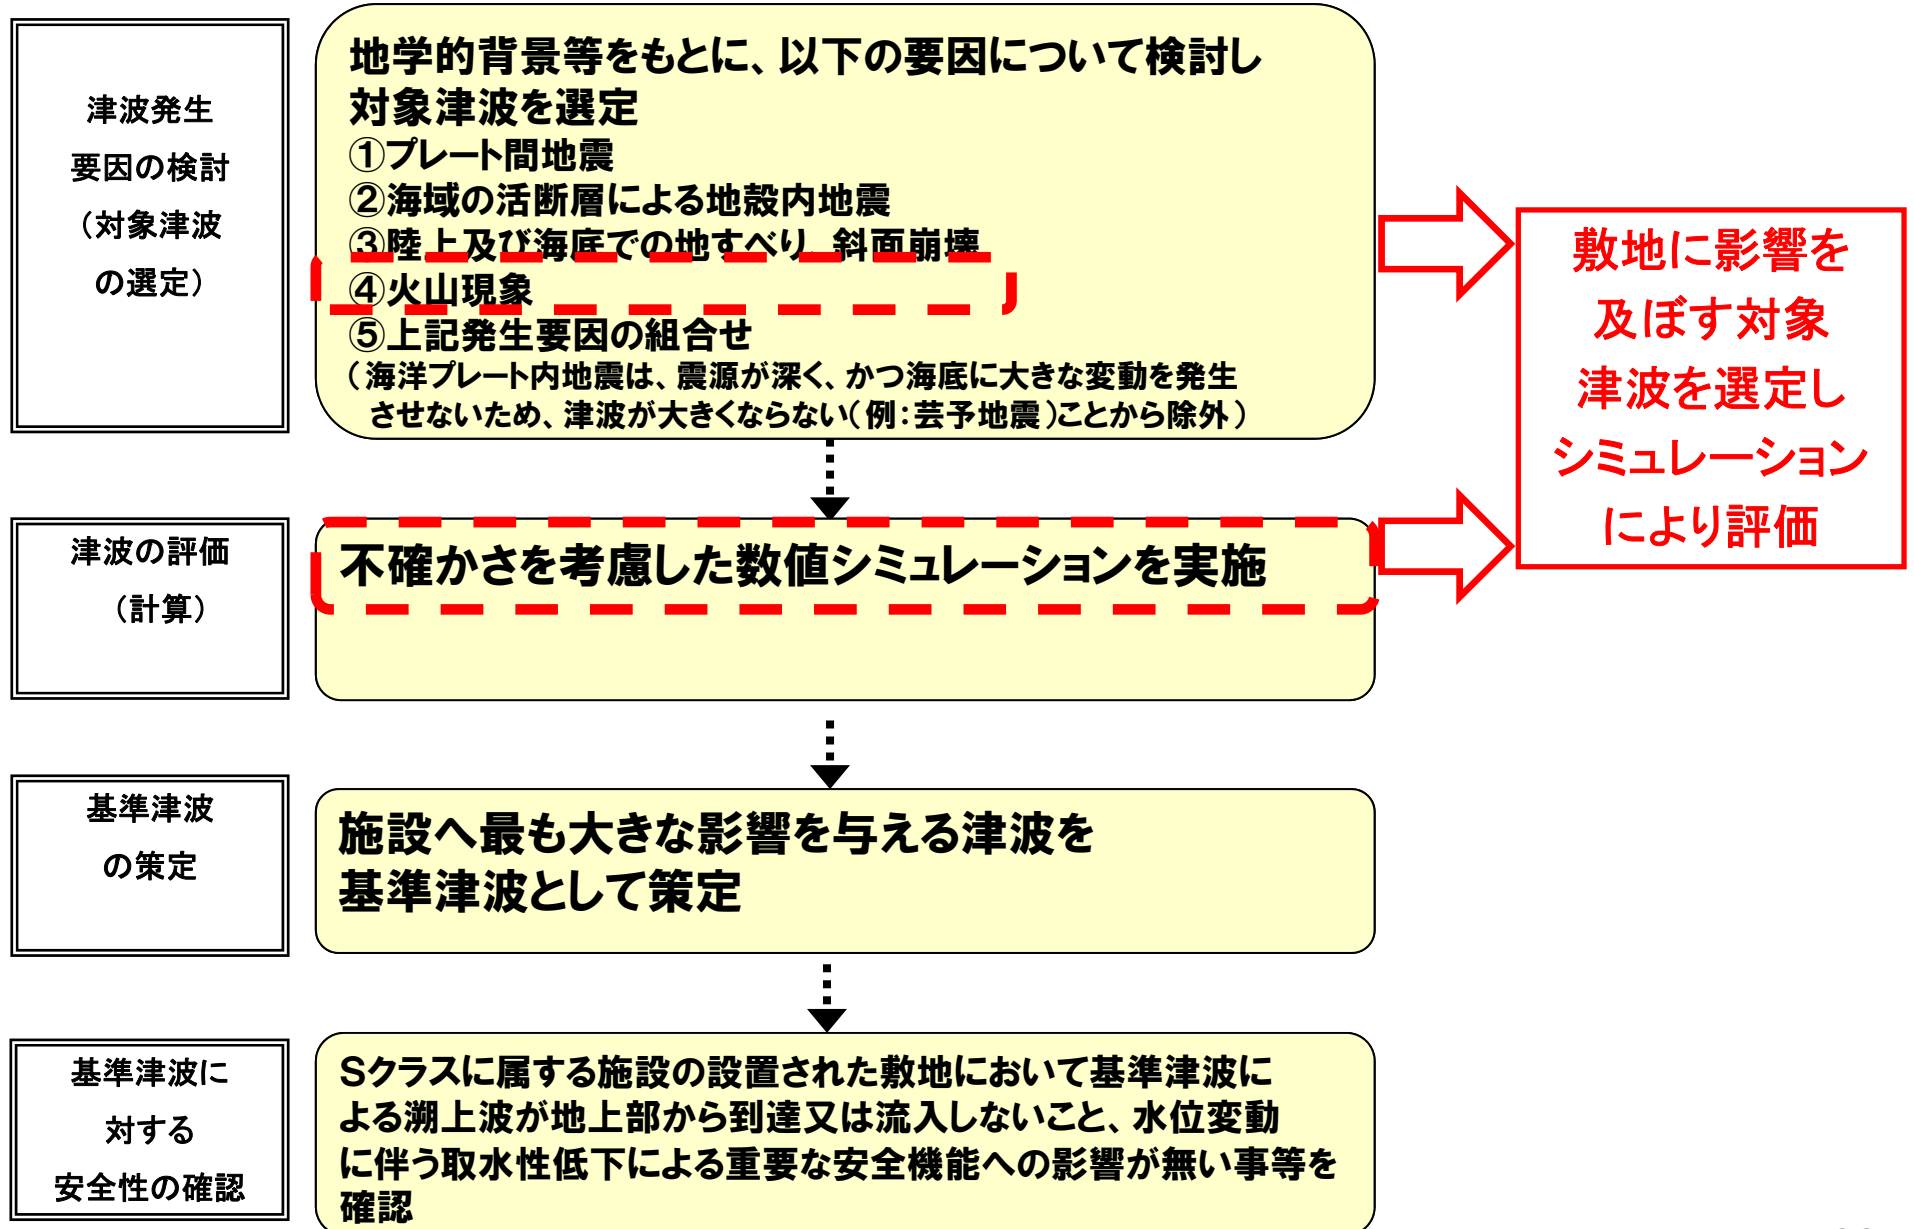 津波発生
要因の検討
（対象津波
の選定）
地学的背景等をもとに、以下の要因について検討し
対象津波を選定
①プレート間地震
②海域の活断層による地殻内地震
③陸上及び海底での地すべり、斜面崩壊
④火山現象
⑤上記発生要因の組合せ
（海洋プレート内地震は、震源が深く、かつ海底に大きな変動を発生
させないため、津波が大きくならない（例：芸予地震）ことから除外）
敷地に影響を
及ぼす対象
津波を選定し
シミュレーション
により評価
津波の評価
（計算）
不確かさを考慮した数値シミュレーションを実施
基準津波
の策定
施設へ最も大きな影響を与える津波を
基準津波として策定
基準津波に
対する
安全性の確認
Sクラスに属する施設の設置された敷地において基準津波に
よる溯上波が地上部から到達又は流入しないこと、水位変動
に伴う取水性低下による重要な安全機能への影響が無い事等を
確認